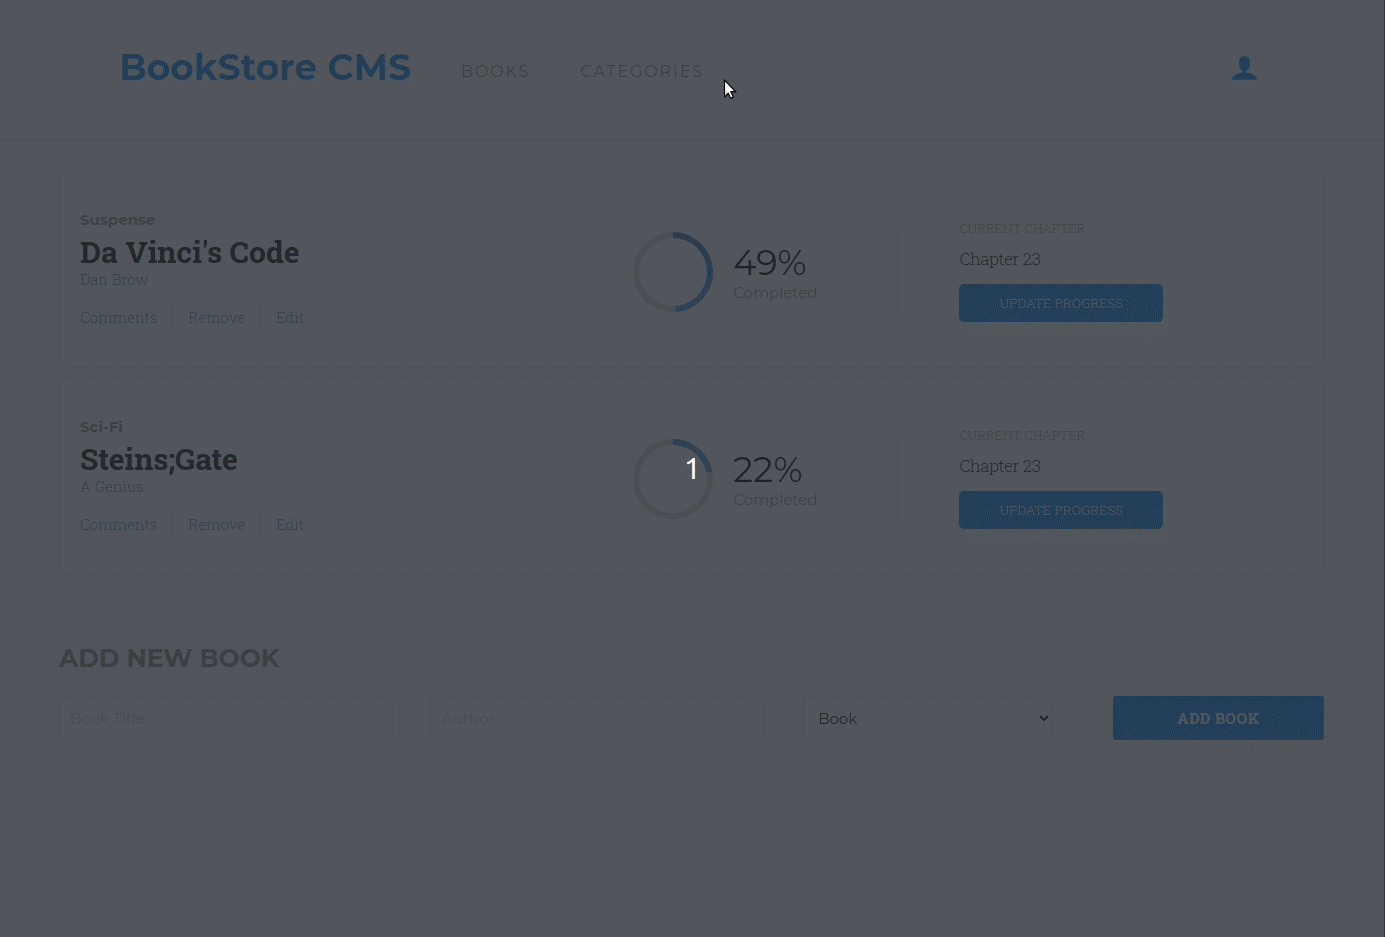 BookStore CMS BOOKS CATEGORIES
Suspense
Da Vinci's Code
Dan Brow
Comments Remove Edit
49%
Completed
CURRENT CHAPTER
Chapter 23
UPDATE PROGRESS
Sci-Fi
Steins;Gate
A Genius
Comments Remove Edit
1
22%
Completed
CURRENT CHAPTER
Chapter 23
UPDATE PROGRESS
ADD NEW BOOK
Book Title Author Book ADD BOOK